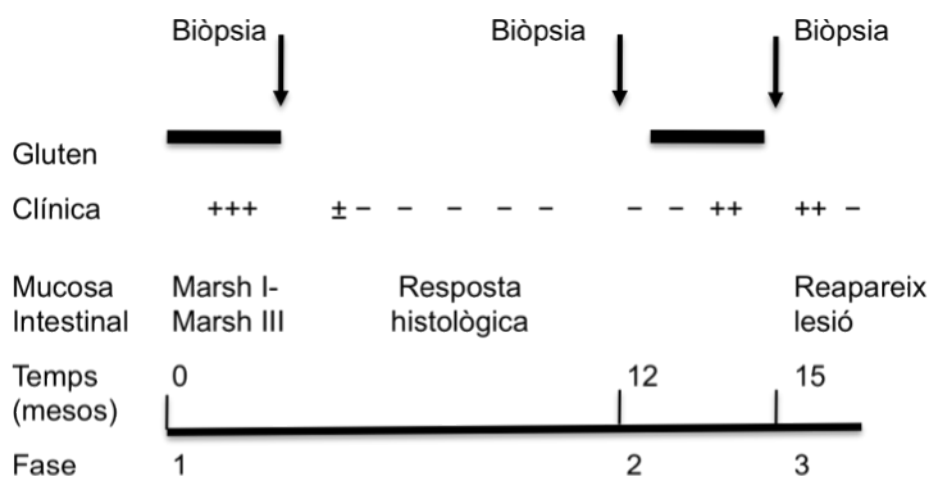 Biòpsia Biòpsia Biòpsia
Gluten
Clínica +++ ± – – – – – – – ++ ++ –
Mucosa Marsh I- Resposta Reapareix
Intestinal Marsh III histològica lesió
Temps 0 12 15
(mesos)
Fase 1 2 3